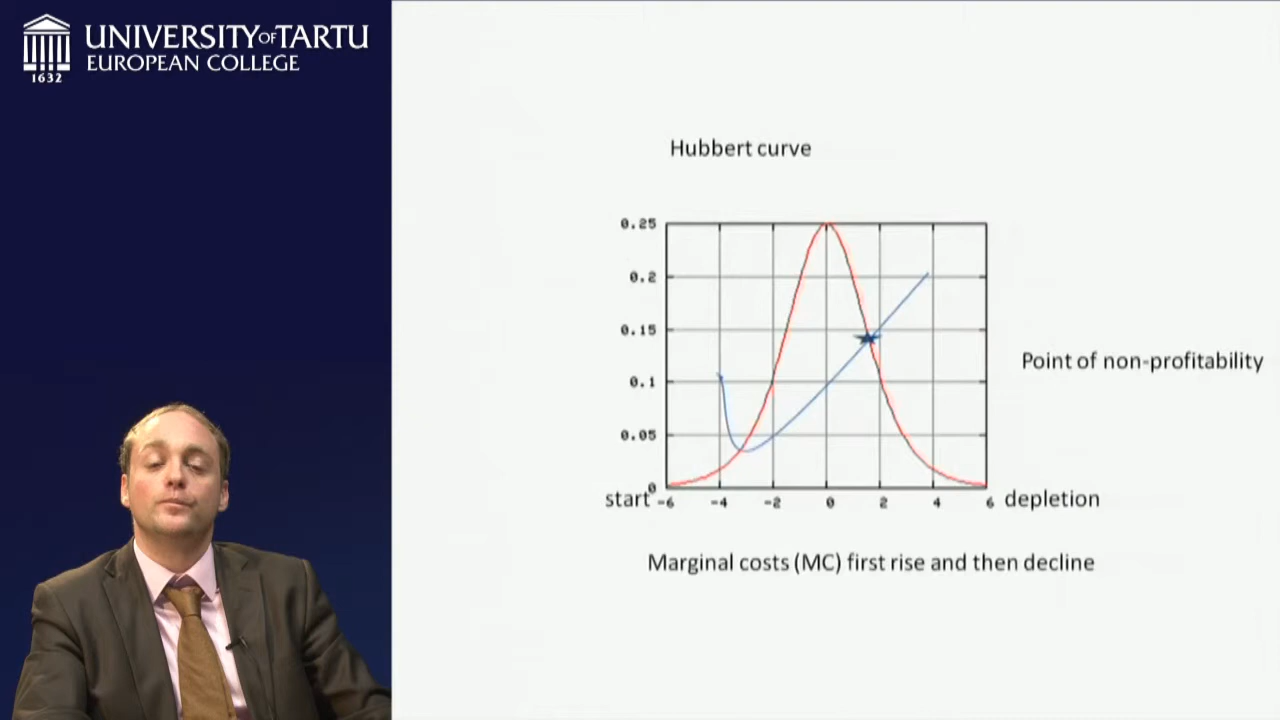 UNIVERSITY OF TARTU
EUROPEAN COLLEGE
1632
Hubbert curve
0.25
0.2
0.15
0.1
0.05
0
Point of non-profitability
start -6 -4 -2 0 2 4 6 depletion
Marginal costs (MC) first rise and then decline